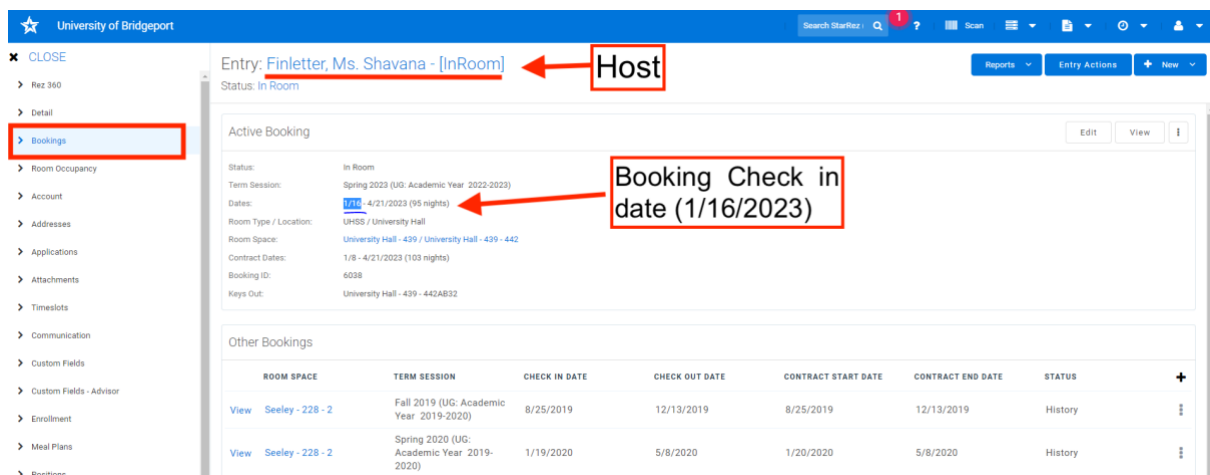 University of Bridgeport
Search StarRez
1
?
Scan
CLOSE
Rez 360
Detail
Bookings
Room Occupancy
Account
Addresses
Applications
Attachments
Timeslots
Communication
Custom Fields
Custom Fields - Advisor
Enrollment
Meal Plans
Positions
Entry: Finletter, Ms. Shavana - [InRoom]
Host
Status: In Room
Reports
Entry Actions
+ New
Active Booking
Edit
View
Status: In Room
Term Session: Spring 2023 (UG: Academic Year 2022-2023)
Dates: 1/16 - 4/21/2023 (95 nights)
Room Type / Location: UHSS / University Hall
Room Space: University Hall - 439 / University Hall - 439 - 442
Contract Dates: 1/8 - 4/21/2023 (103 nights)
Booking ID: 6038
Keys Out: University Hall - 439 - 442AB32
Booking Check in
date (1/16/2023)
Other Bookings
ROOM SPACE TERM SESSION CHECK IN DATE CHECK OUT DATE CONTRACT START DATE CONTRACT END DATE STATUS +
View Seeley - 228 - 2 Fall 2019 (UG: Academic Year 2019-2020) 8/25/2019 12/13/2019 8/25/2019 12/13/2019 History
View Seeley - 228 - 2 Spring 2020 (UG: Academic Year 2019-2020) 1/19/2020 5/8/2020 1/20/2020 5/8/2020 History